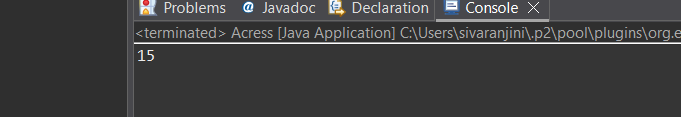 Problems @ Javadoc Declaration Console
<terminated> Acress [Java Application] C:\Users\sivaranjini\.p2\pool\plugins\org.e
15